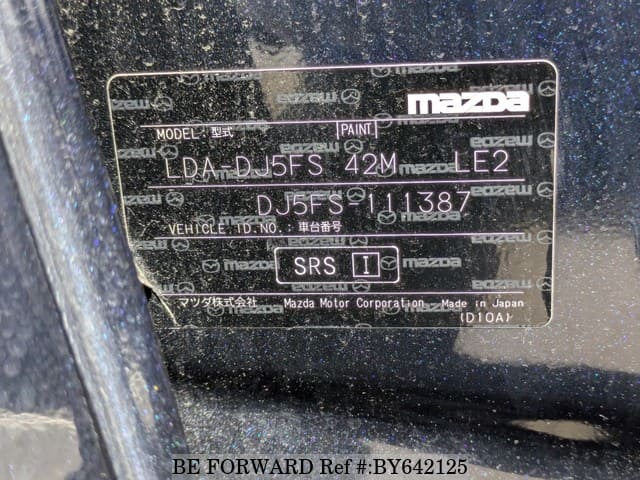 mazda
MODEL: 型式 PAINT
LDA-DJ5FS 42M LE2
DJ5FS-111387
VEHICLE ID.NO.: 車台番号
SRS I
マツダ株式会社 Mazda Motor Corporation Made in Japan
(D10A)
BE FORWARD Ref #:BY642125